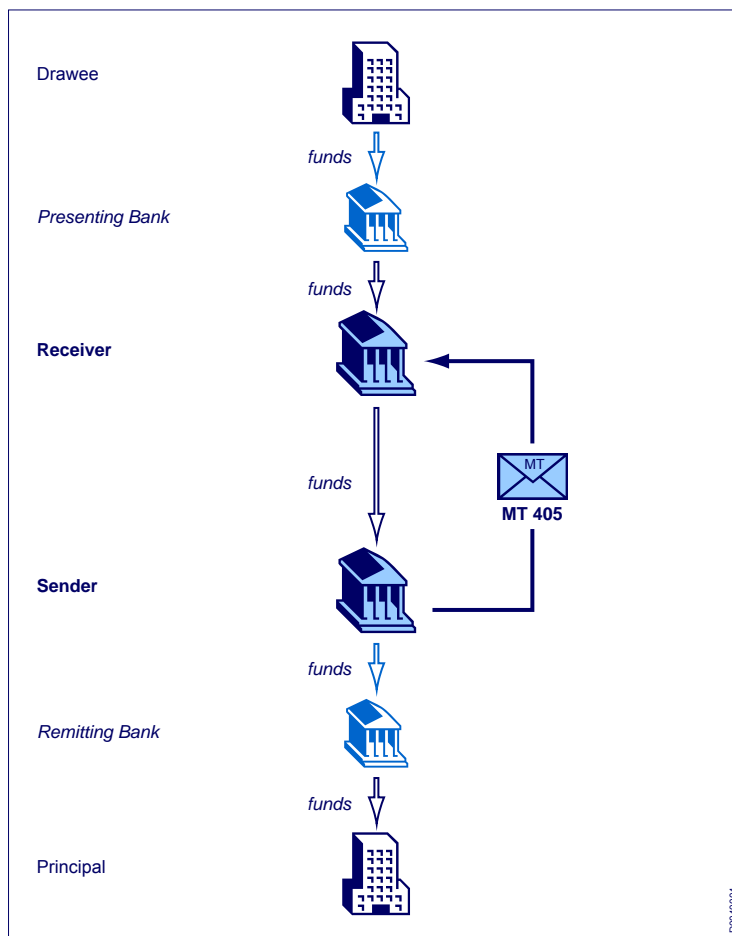 Drawee
funds
Presenting Bank
funds
Receiver
MT
funds
MT 405
Sender
funds
Remitting Bank
funds
Principal